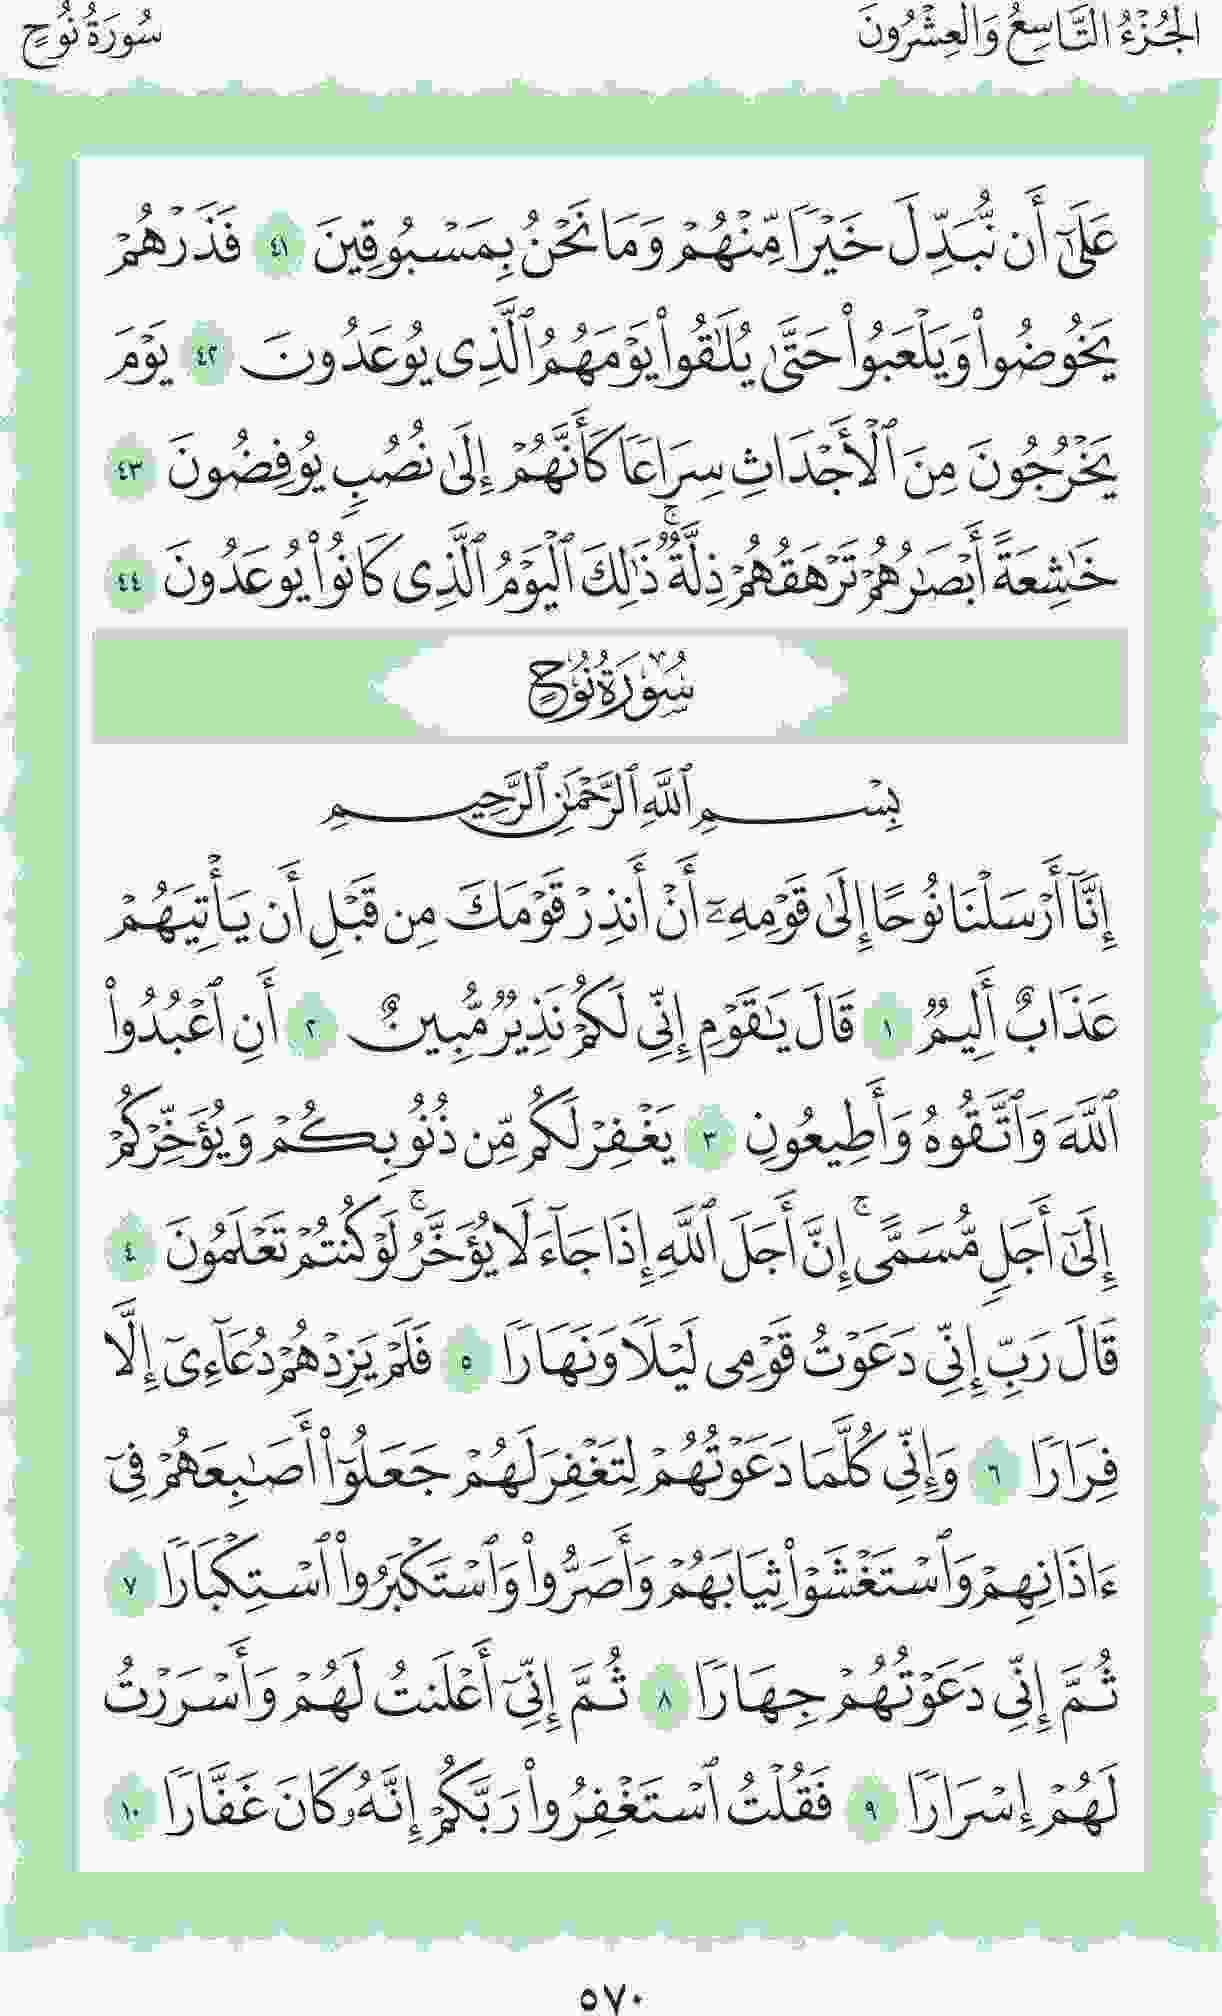 الجُزْءُ التَّاسِعُ وَالعِشْرُونَ
سُورَةُ نُوحٍ
عَلَىٰٓ أَن نُّبَدِّلَ خَيْرًا مِّنْهُمْ وَمَا نَحْنُ بِمَسْبُوقِينَ ٤١ فَذَرْهُمْ
يَخُوضُوا۟ وَيَلْعَبُوا۟ حَتَّىٰ يُلَٰقُوا۟ يَوْمَهُمُ ٱلَّذِى يُوعَدُونَ ٤٢ يَوْمَ
يَخْرُجُونَ مِنَ ٱلْأَجْدَاثِ سِرَاعًا كَأَنَّهُمْ إِلَىٰ نُصُبٍ يُوفِضُونَ ٤٣
خَٰشِعَةً أَبْصَٰرُهُمْ تَرْهَقُهُمْ ذِلَّةٌ ۚ ذَٰلِكَ ٱلْيَوْمُ ٱلَّذِى كَانُوا۟ يُوعَدُونَ ٤٤
سُورَةُ نُوحٍ
بِسْمِ ٱللَّهِ ٱلرَّحْمَٰنِ ٱلرَّحِيمِ
إِنَّآ أَرْسَلْنَا نُوحًا إِلَىٰ قَوْمِهِۦٓ أَنْ أَنذِرْ قَوْمَكَ مِن قَبْلِ أَن يَأْتِيَهُمْ
عَذَابٌ أَلِيمٌ ١ قَالَ يَٰقَوْمِ إِنِّى لَكُمْ نَذِيرٌ مُّبِينٌ ٢ أَنِ ٱعْبُدُوا۟
ٱللَّهَ وَٱتَّقُوهُ وَأَطِيعُونِ ٣ يَغْفِرْ لَكُم مِّن ذُنُوبِكُمْ وَيُؤَخِّرْكُمْ
إِلَىٰٓ أَجَلٍ مُّسَمًّى ۚ إِنَّ أَجَلَ ٱللَّهِ إِذَا جَآءَ لَا يُؤَخَّرُ ۖ لَوْ كُنتُمْ تَعْلَمُونَ ٤
قَالَ رَبِّ إِنِّى دَعَوْتُ قَوْمِى لَيْلًا وَنَهَارًا ٥ فَلَمْ يَزِدْهُمْ دُعَآءِىٓ إِلَّا
فِرَارًا ٦ وَإِنِّى كُلَّمَا دَعَوْتُهُمْ لِتَغْفِرَ لَهُمْ جَعَلُوٓا۟ أَصَٰبِعَهُمْ فِىٓ
ءَاذَانِهِمْ وَٱسْتَغْشَوْا۟ ثِيَابَهُمْ وَأَصَرُّوا۟ وَٱسْتَكْبَرُوا۟ ٱسْتِكْبَارًا ٧
ثُمَّ إِنِّى دَعَوْتُهُمْ جِهَارًا ٨ ثُمَّ إِنِّىٓ أَعْلَنتُ لَهُمْ وَأَسْرَرْتُ
لَهُمْ إِسْرَارًا ٩ فَقُلْتُ ٱسْتَغْفِرُوا۟ رَبَّكُمْ إِنَّهُۥ كَانَ غَفَّارًا ١٠
٥٧٠